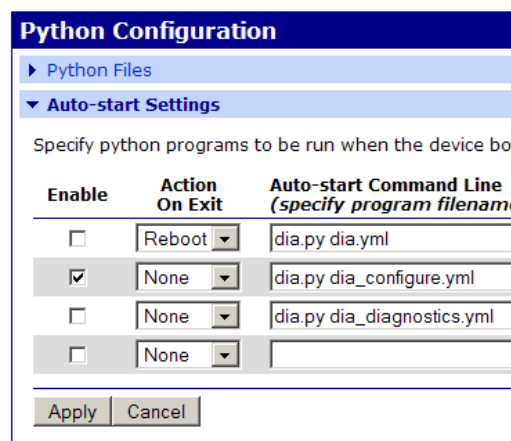 Python Configuration
Python Files
Auto-start Settings
Specify python programs to be run when the device bo
Enable Action On Exit Auto-start Command Line (specify program filenam
Reboot dia.py dia.yml
None dia.py dia_configure.yml
None dia.py dia_diagnostics.yml
None
Apply Cancel